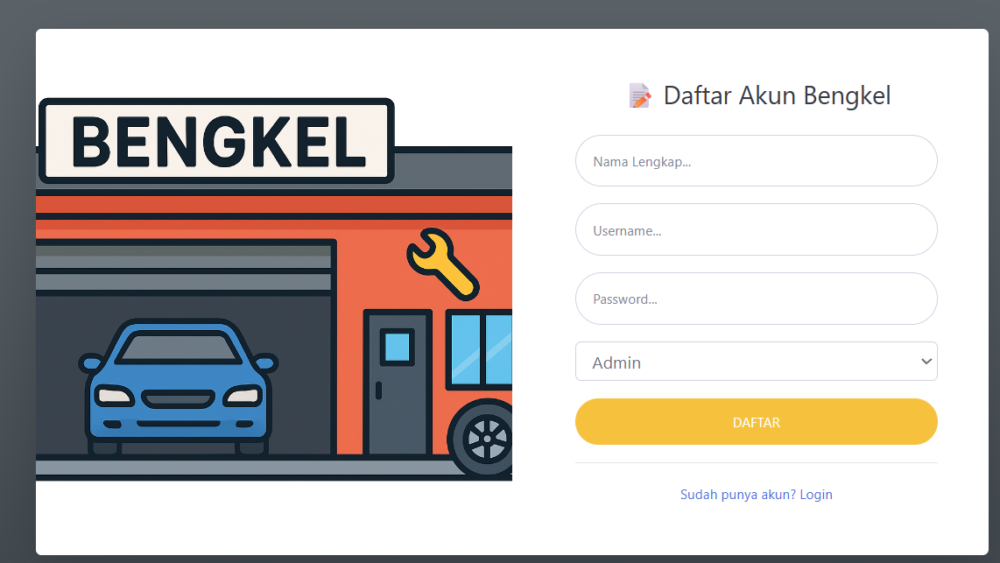 BENGKEL
Daftar Akun Bengkel
Nama Lengkap...
Username...
Password...
Admin
DAFTAR
Sudah punya akun? Login